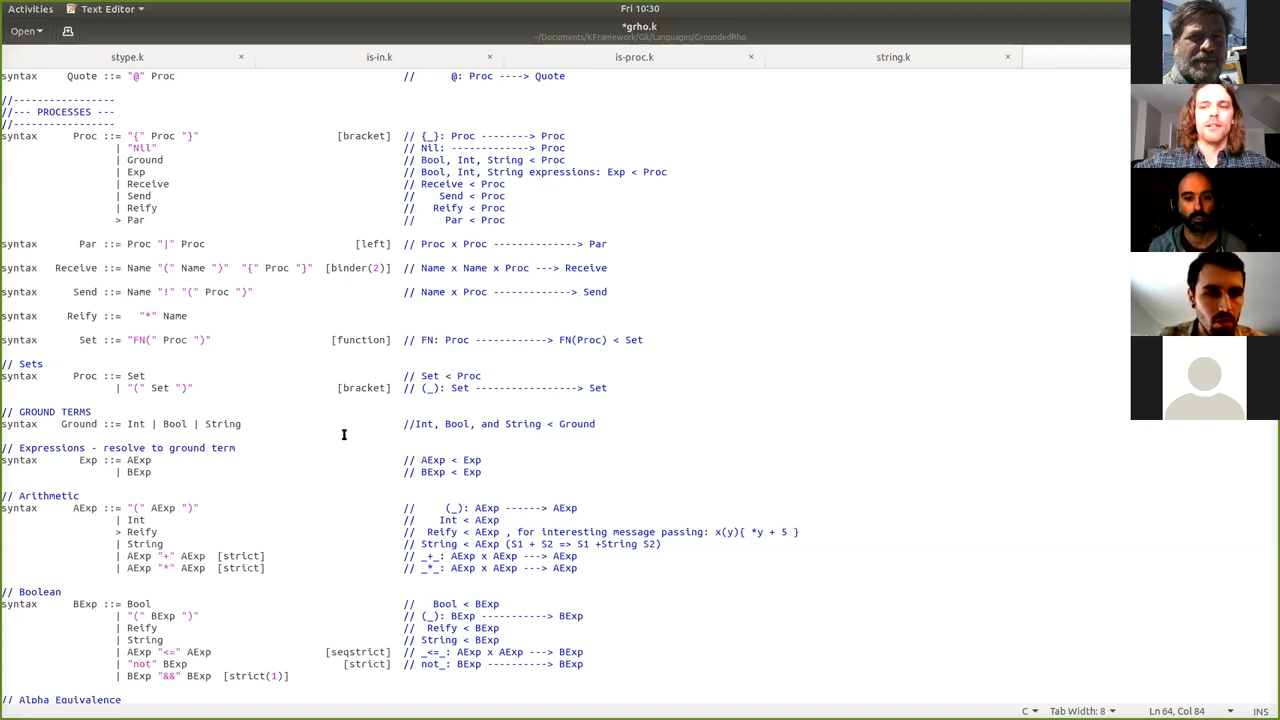 Activities Text Editor Fri 10:30
Open *grho.k
~/Documents/KFramework/Git/Languages/GroundedRho
stype.k × is-in.k × is-proc.k × string.k ×
syntax Quote ::= "@" Proc // @: Proc ----> Quote
//-----------------
//--- PROCESSES ---
//-----------------
syntax Proc ::= "{" Proc "}" [bracket] // {_}: Proc --------> Proc
| "Nil" // Nil: -------------> Proc
| Ground // Bool, Int, String < Proc
| Exp // Bool, Int, String expressions: Exp < Proc
| Receive // Receive < Proc
| Send // Send < Proc
| Reify // Reify < Proc
> Par // Par < Proc
syntax Par ::= Proc "|" Proc [left] // Proc x Proc --------------> Par
syntax Receive ::= Name "(" Name ")" "{" Proc "}" [binder(2)] // Name x Name x Proc ---> Receive
syntax Send ::= Name "!" "(" Proc ")" // Name x Proc -------------> Send
syntax Reify ::= "*" Name
syntax Set ::= "FN(" Proc ")" [function] // FN: Proc ------------> FN(Proc) < Set
// Sets
syntax Proc ::= Set // Set < Proc
| "(" Set ")" [bracket] // (_): Set ----------------> Set
// GROUND TERMS
syntax Ground ::= Int | Bool | String //Int, Bool, and String < Ground
// Expressions - resolve to ground term
syntax Exp ::= AExp // AExp < Exp
| BExp // BExp < Exp
// Arithmetic
syntax AExp ::= "(" AExp ")" // (_): AExp ------> AExp
| Int // Int < AExp
> Reify // Reify < AExp , for interesting message passing: x(y){ *y + 5 }
| String // String < AExp (S1 + S2 => S1 +String S2)
| AExp "+" AExp [strict] // _+_: AExp x AExp ---> AExp
| AExp "*" AExp [strict] // _*_: AExp x AExp ---> AExp
// Boolean
syntax BExp ::= Bool // Bool < BExp
| "(" BExp ")" // (_): BExp -----------> BExp
| Reify // Reify < BExp
| String // String < BExp
| AExp "<=" AExp [seqstrict] // _<=_: AExp x AExp ---> BExp
| "not" BExp [strict] // not_: BExp ----------> BExp
| BExp "&&" BExp [strict(1)]
// Alpha Equivalence
C Tab Width: 8 Ln 64, Col 84 INS